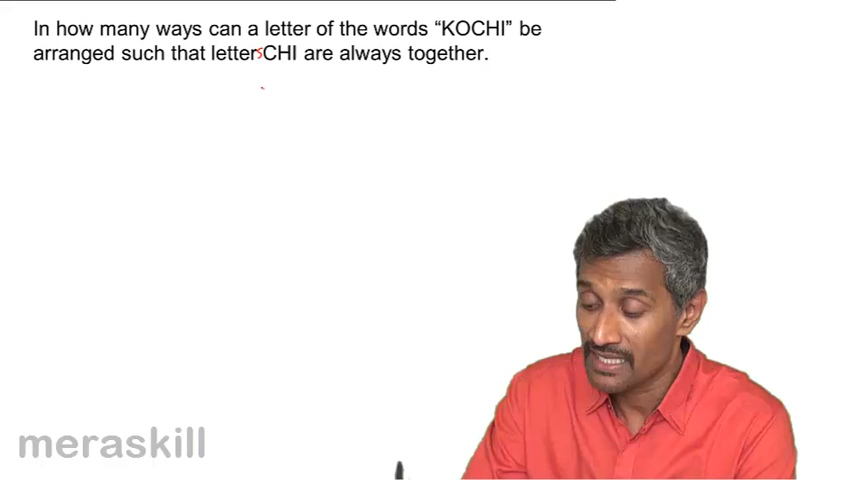 In how many ways can a letter of the words “KOCHI” be
arranged such that letters CHI are always together.
meraskill